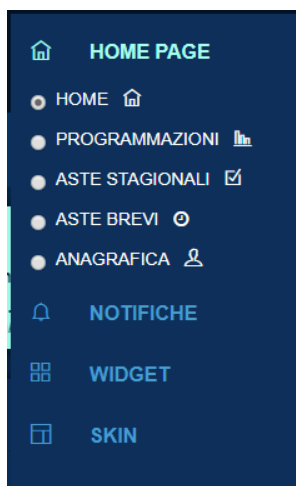 HOME PAGE
HOME
PROGRAMMAZIONI
ASTE STAGIONALI
ASTE BREVI
ANAGRAFICA
NOTIFICHE
WIDGET
SKIN